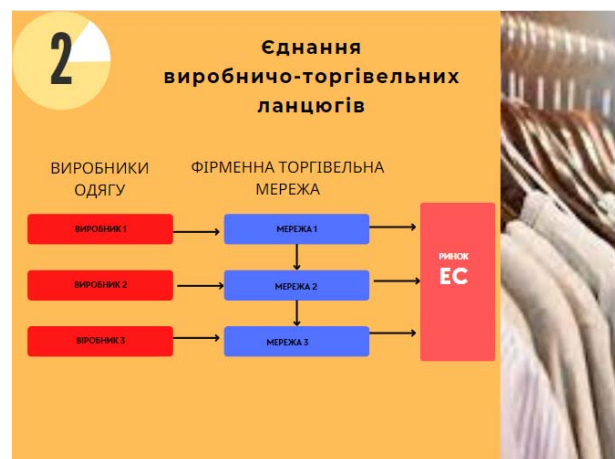 2
Єднання
виробничо-торгівельних
ланцюгів
ВИРОБНИКИ
ОДЯГУ
ФІРМЕННА ТОРГІВЕЛЬНА
МЕРЕЖА
ВИРОБНИК 1
МЕРЕЖА 1
РИНОК
ЕС
ВИРОБНИК 2
МЕРЕЖА 2
ВІРОБНИК 3
МЕРЕЖА 3